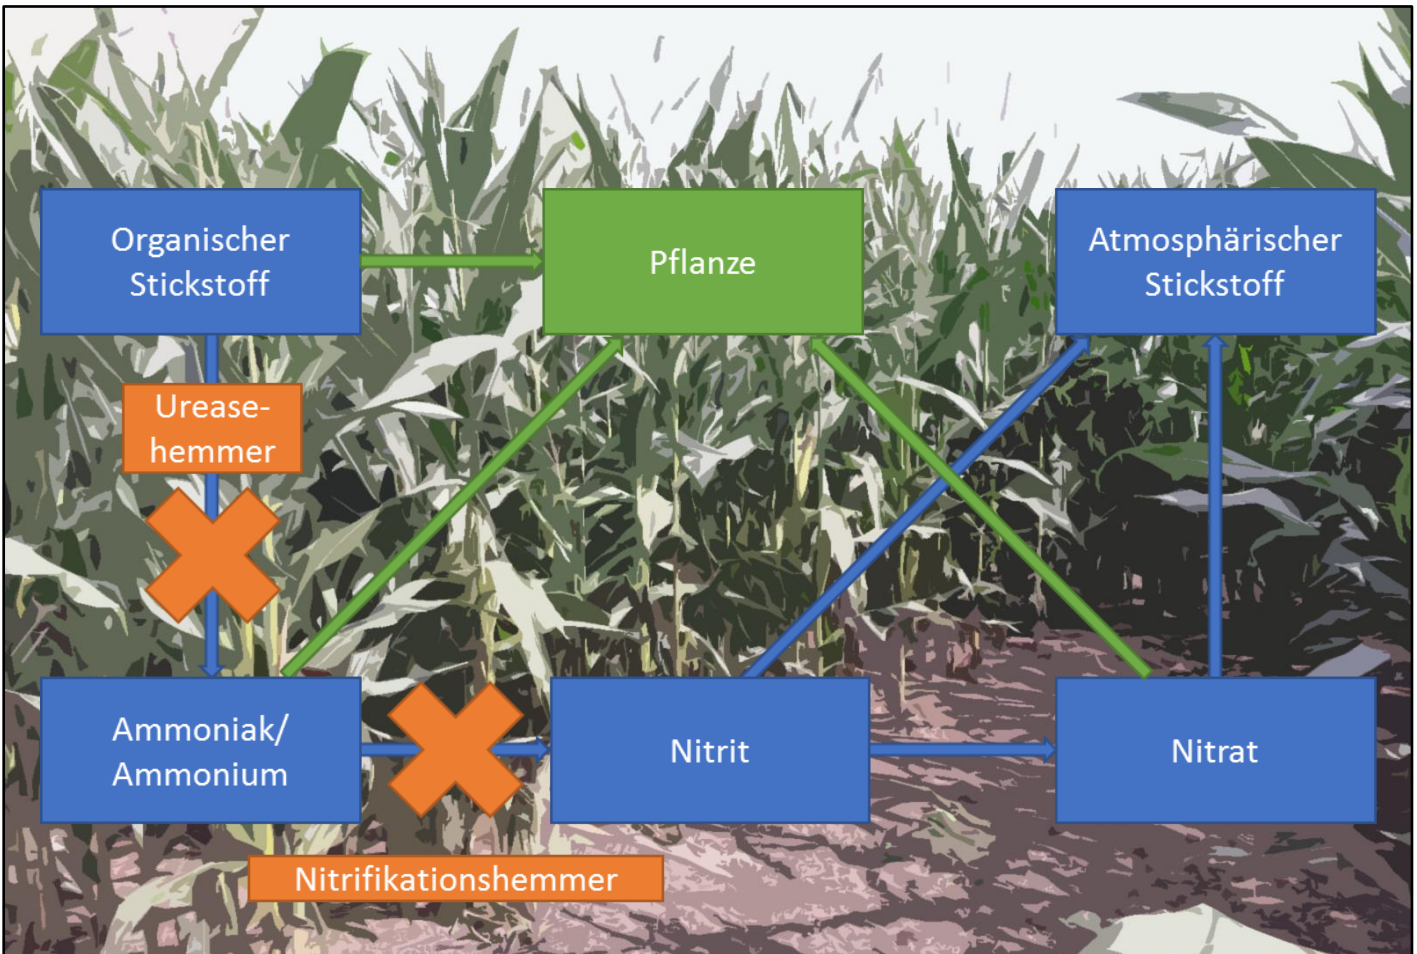 Organischer
Stickstoff
Pflanze
Atmosphärischer
Stickstoff
Urease-
hemmer
Ammoniak/
Ammonium
Nitrit
Nitrat
Nitrifikationshemmer